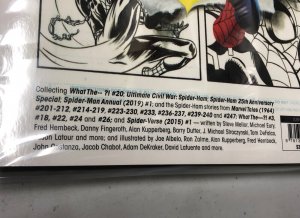 Collecting What The--?! #20; Ultimate Civil War: Spider-Ham; Spider-Ham 25th Anniversary
Special; Spider-Man Annual (2019) #1; and the Spider-Ham stories from Marvel Tales (1964)
#201-212, #214-219, #223-230, #233, #236-237, #239-240 and #247; What The--?! #3,
#18, #22, #24 and #26; and Spider-Verse (2015) #1 — written by Steve Mellor, Michael Eury,
Fred Hembeck, Danny Fingeroth, Alan Kupperberg, Barry Dutter, J. Michael Straczynski, Tom DeFalco,
Jason Latour and more; and illustrated by Joe Albelo, Ron Zalme, Alan Kupperberg, Fred Hembeck,
John Costanza, Jacob Chabot, Adam DeKraker, David Lafuente and more.